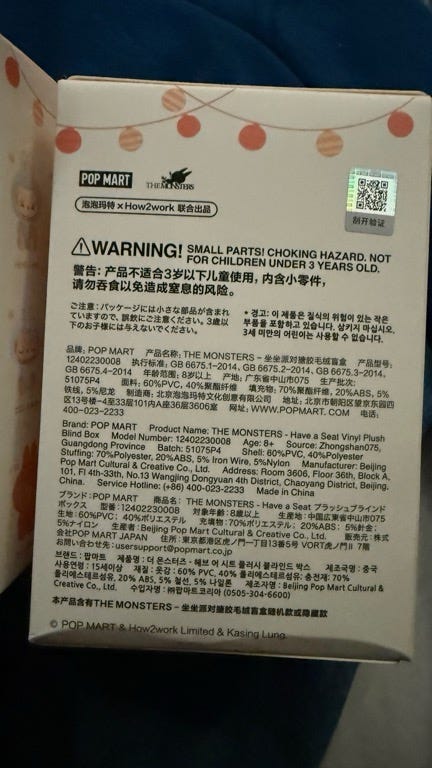 POP MART THE MONSTERS
泡泡玛特 × How2work 联合出品
刮开验证
WARNING! SMALL PARTS! CHOKING HAZARD. NOT
FOR CHILDREN UNDER 3 YEARS OLD.
警告: 产品不适合3岁以下儿童使用，内含小零件，
请勿吞食以免造成窒息的风险。
ご注意: パッケージには小さな部品が含まれ
ていますので、誤飲にご注意ください。3歳以
下のお子様には与えないでください。
* 경고: 이 제품은 질식의 위험이 있는 작은
부품을 포함하고 있습니다. 삼키지 마십시오.
3세 미만의 어린이는 사용할 수 없습니다.
品牌: POP MART 产品名称: THE MONSTERS - 坐坐派对搪胶毛绒盲盒 产品型号:
12402230008 执行标准: GB 6675.1–2014, GB 6675.2–2014, GB 6675.3–2014,
GB 6675.4–2014 年龄范围: 8岁以上 产地: 广东省中山市075 生产批次:
51075P4 面料: 60%PVC, 40%聚酯纤维 填充物: 70%聚酯纤维, 20%ABS, 5%
铁线, 5%尼龙 制造商: 北京泡泡玛特文化创意有限公司 地址: 北京市朝阳区望京东园四
区13号楼-4至33层101内A座36层3606室 网址: WWW.POPMART.COM 电话:
400-023-2233
Brand: POP MART Product Name: THE MONSTERS - Have a Seat Vinyl Plush
Blind Box Model Number: 12402230008 Age: 8+ Source: Zhongshan075,
Guangdong Province Batch: 51075P4 Shell: 60%PVC, 40%Polyester
Stuffing: 70%Polyester, 20%ABS, 5% Iron Wire, 5%Nylon Manufacturer: Beijing
Pop Mart Cultural & Creative Co., Ltd. Address: Room 3606, Floor 36th, Block A,
101, Fl 4th-33th, No.13 Wangjing Dongyuan 4th District, Chaoyang District, Beijing,
China. Service Hotline: (+86) 400-023-2233 Made in China
ブランド: POP MART 商品名: THE MONSTERS - Have a Seat プラッシュブラインド
ボックス 型番: 12402230008 対象年齢: 8歳以上 生産地: 中国広東省中山市075
生地: 60%PVC; 40%ポリエステル 充填物: 70%ポリエステル; 20%ABS; 5%針金;
5%ナイロン 生産者: Beijing Pop Mart Cultural & Creative Co., Ltd. 販売元: 株式
会社POP MART JAPAN 住所: 東京都港区虎ノ門一丁目13番5号 VORT虎ノ門Ⅱ 7階
お問い合わせ先: usersupport@popmart.co.jp
브랜드 : 팝마트 제품명: 더 몬스터즈 - 헤브 어 시트 플러시 블라인드 박스 제조국명 : 중국
사용연령 : 15세이상 재질 : 옷감 : 60% PVC, 40% 폴리에스테르섬유; 충전재: 70%
폴리에스테르섬유, 20% ABS, 5% 철선, 5% 나일론 제조자명 : Beijing Pop Mart Cultural &
Creative Co., Ltd. 수입자명 : ㈜팝마트코리아 (0505-304-6600)
本产品含有THE MONSTERS - 坐坐派对搪胶毛绒盲盒随机款或隐藏款
© POP MART & How2work Limited & Kasing Lung.